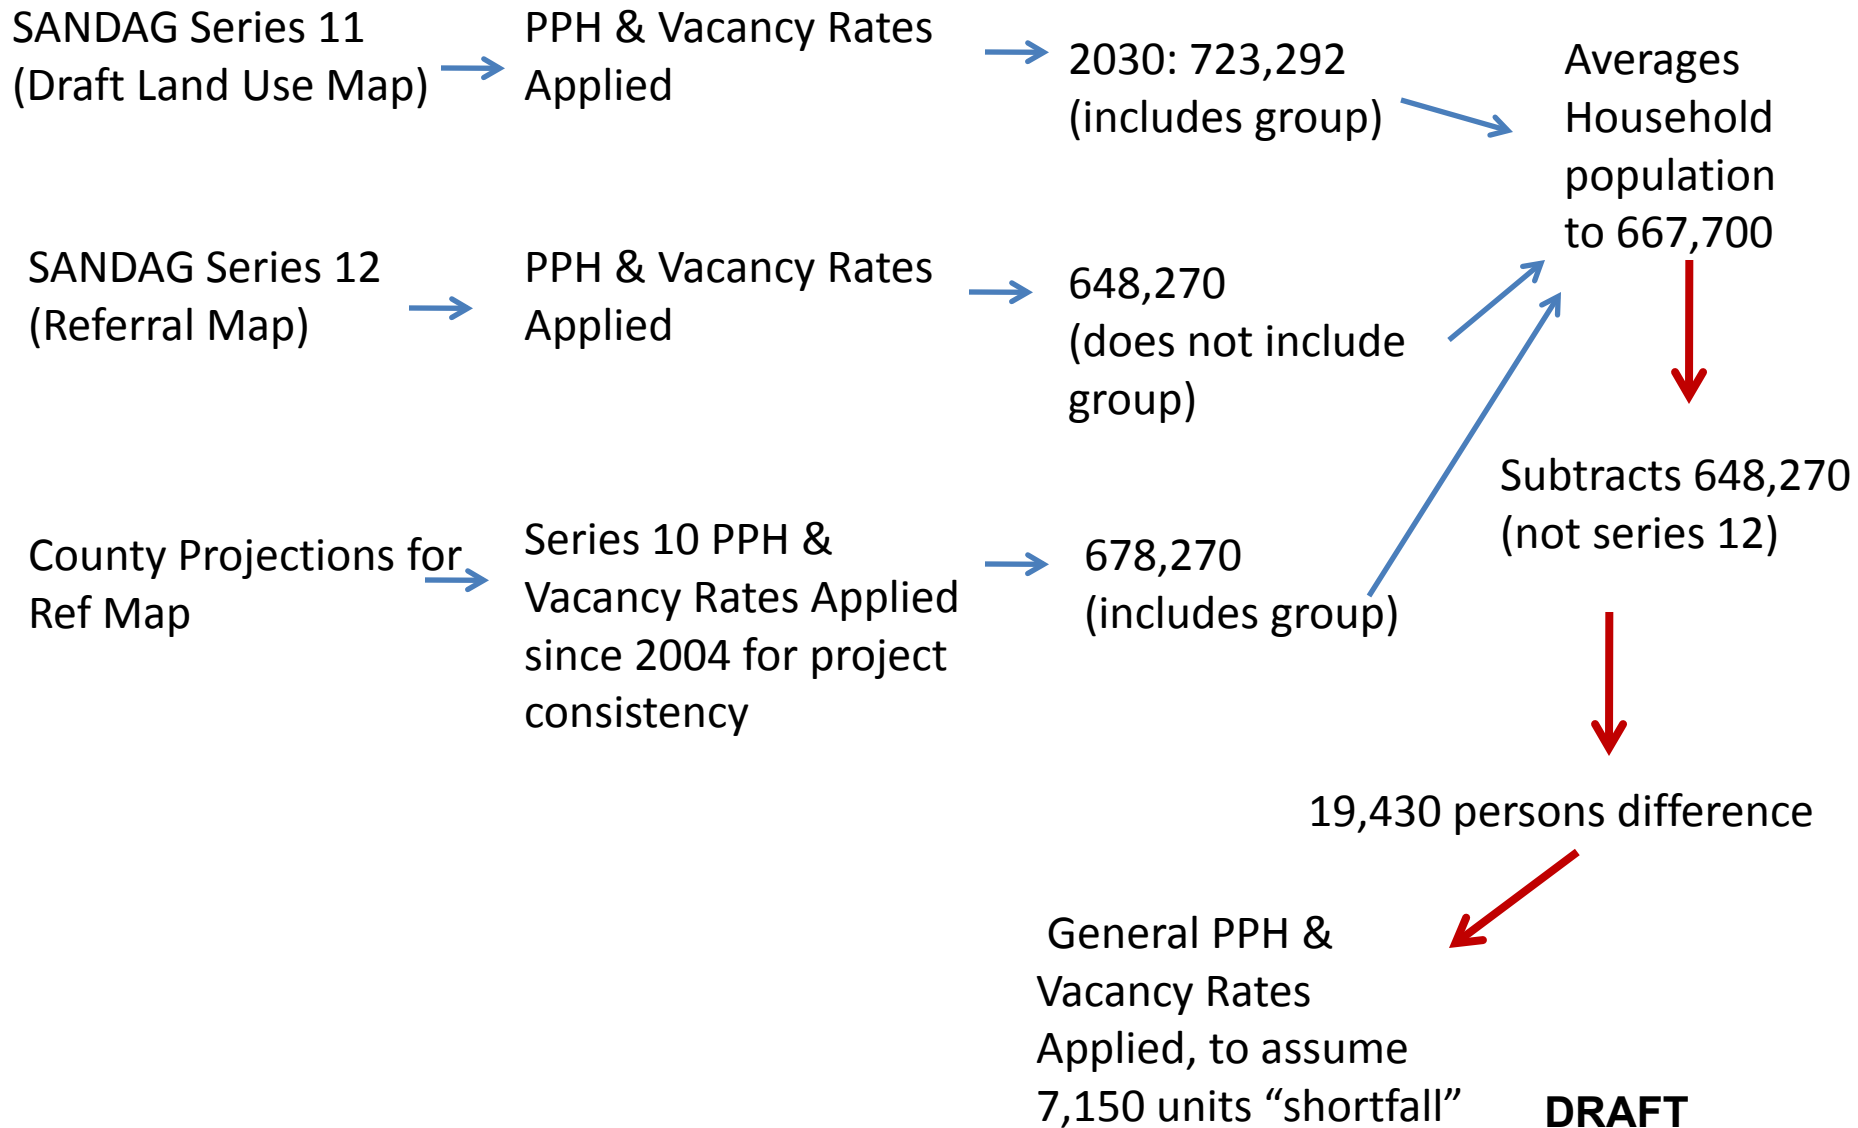 SANDAG Series 11
(Draft Land Use Map)
PPH & Vacancy Rates
Applied
2030: 723,292
(includes group)
Averages
Household
population
to 667,700
SANDAG Series 12
(Referral Map)
PPH & Vacancy Rates
Applied
648,270
(does not include
group)
Subtracts 648,270
(not series 12)
County Projections for
Ref Map
Series 10 PPH &
Vacancy Rates Applied
since 2004 for project
consistency
678,270
(includes group)
19,430 persons difference
General PPH &
Vacancy Rates
Applied, to assume
7,150 units “shortfall”
DRAFT